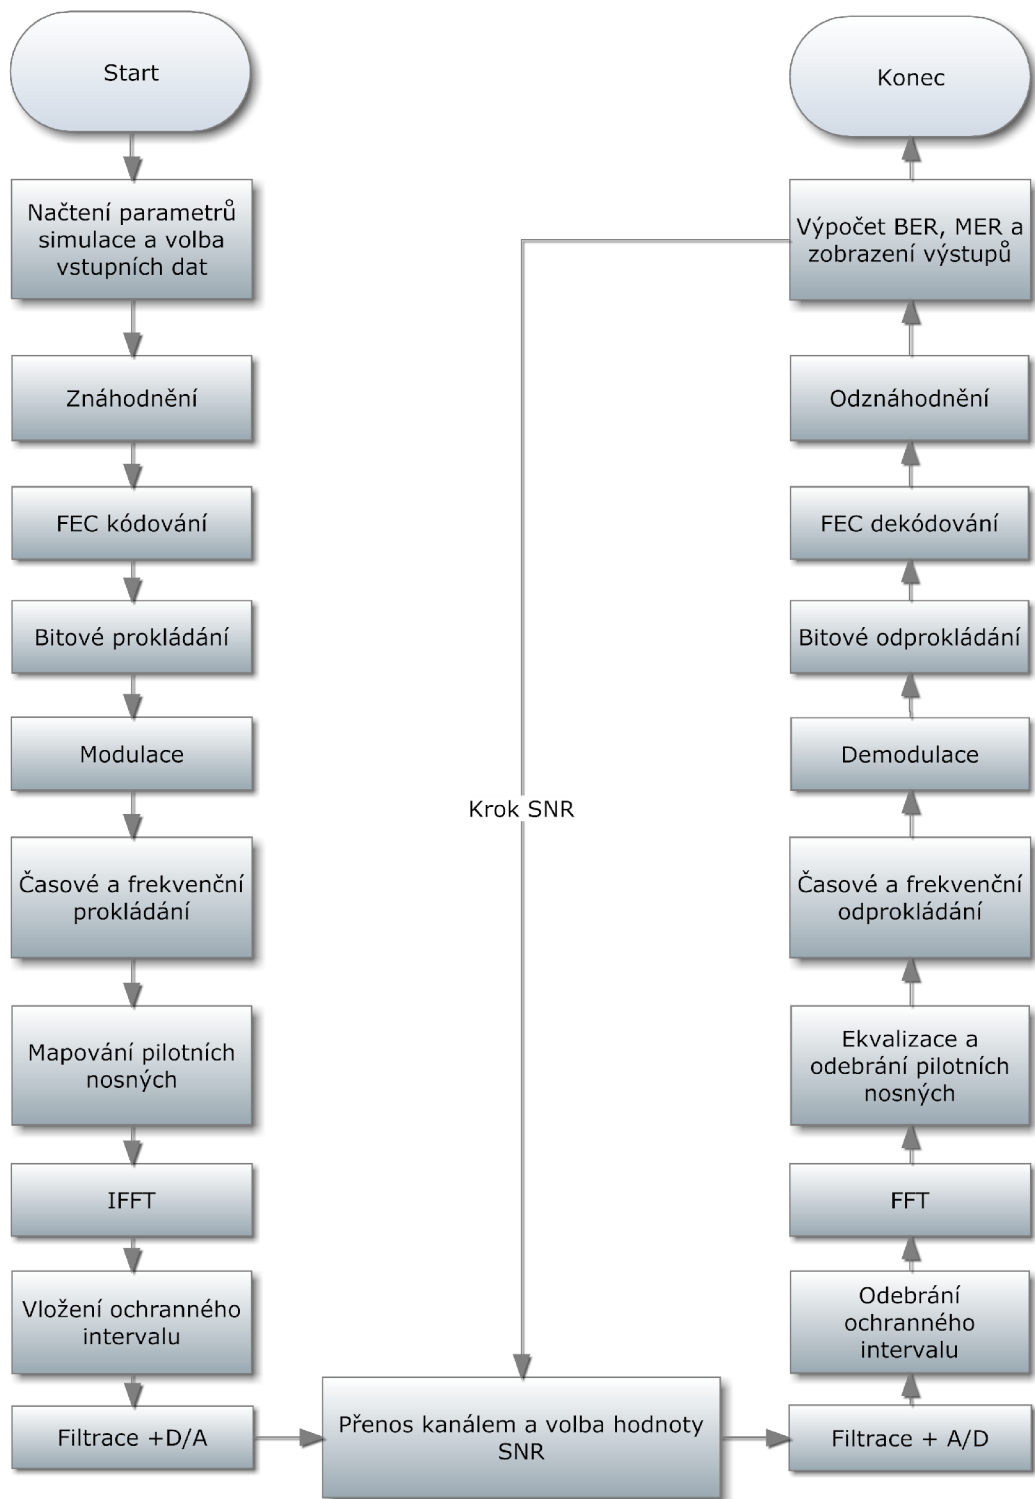 Start
Načtení parametrů
simulace a volba
vstupních dat
Znáhodnění
FEC kódování
Bitové prokládání
Modulace
Časové a frekvenční
prokládání
Mapování pilotních
nosných
IFFT
Vložení ochranného
intervalu
Filtrace +D/A
Přenos kanálem a volba hodnoty
SNR
Krok SNR
Filtrace + A/D
Odebrání
ochranného
intervalu
FFT
Ekvalizace a
odebrání pilotních
nosných
Časové a frekvenční
odprokládání
Demodulace
Bitové odprokládání
FEC dekódování
Odznáhodnění
Výpočet BER, MER a
zobrazení výstupů
Konec